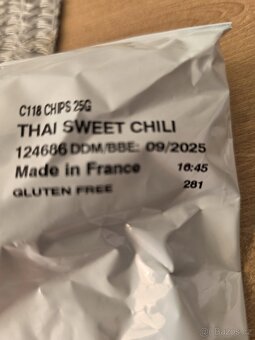 C118 CHIPS 25G
THAI SWEET CHILI
124686 DDM/BBE: 09/2025
Made in France 16:45
GLUTEN FREE 281